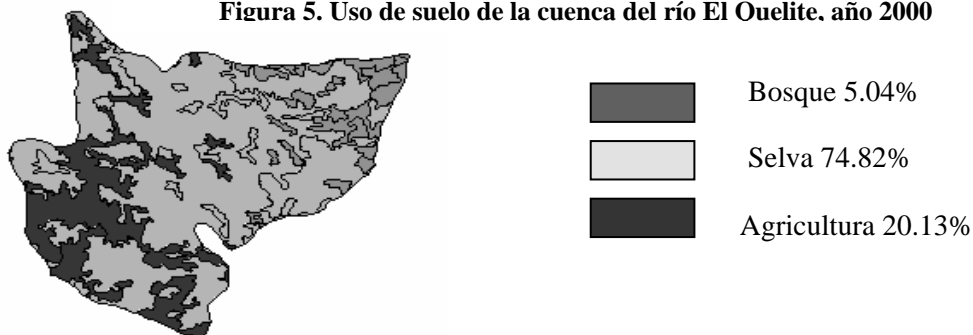 Figura 5. Uso de suelo de la cuenca del río El Quelite, año 2000
Bosque 5.04%
Selva 74.82%
Agricultura 20.13%